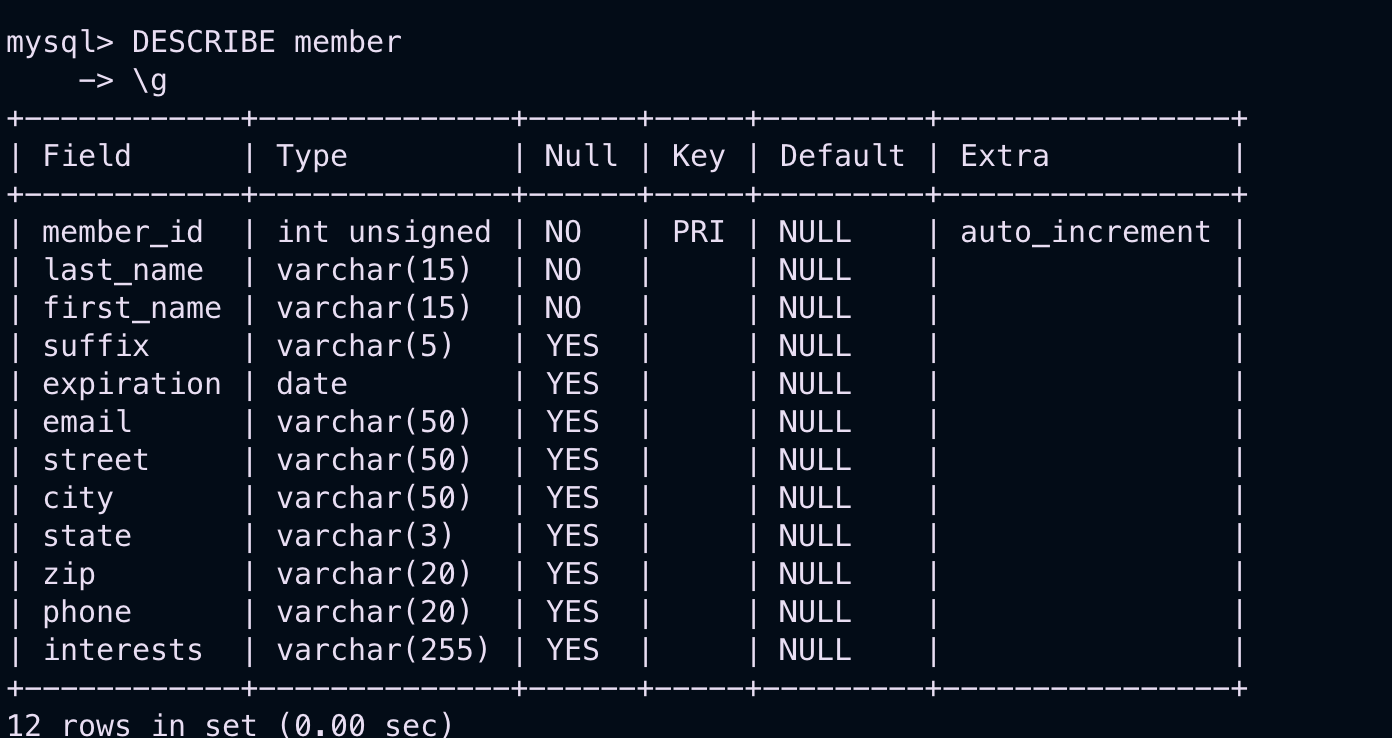 mysql> DESCRIBE member
    -> \g
+------------+--------------+------+-----+---------+----------------+
| Field      | Type         | Null | Key | Default | Extra          |
+------------+--------------+------+-----+---------+----------------+
| member_id  | int unsigned | NO   | PRI | NULL    | auto_increment |
| last_name  | varchar(15)  | NO   |     | NULL    |                |
| first_name | varchar(15)  | NO   |     | NULL    |                |
| suffix     | varchar(5)   | YES  |     | NULL    |                |
| expiration | date         | YES  |     | NULL    |                |
| email      | varchar(50)  | YES  |     | NULL    |                |
| street     | varchar(50)  | YES  |     | NULL    |                |
| city       | varchar(50)  | YES  |     | NULL    |                |
| state      | varchar(3)   | YES  |     | NULL    |                |
| zip        | varchar(20)  | YES  |     | NULL    |                |
| phone      | varchar(20)  | YES  |     | NULL    |                |
| interests  | varchar(255) | YES  |     | NULL    |                |
+------------+--------------+------+-----+---------+----------------+
12 rows in set (0.00 sec)